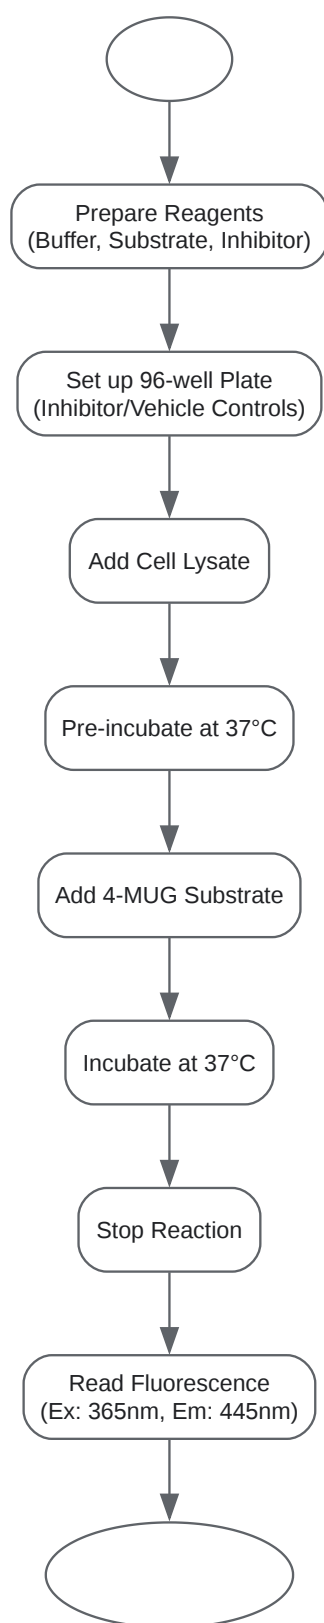 Prepare Reagents
(Buffer, Substrate, Inhibitor)
Set up 96-well Plate
(Inhibitor/Vehicle Controls)
Add Cell Lysate
Pre-incubate at 37°C
Add 4-MUG Substrate
Incubate at 37°C
Stop Reaction
Read Fluorescence
(Ex: 365nm, Em: 445nm)